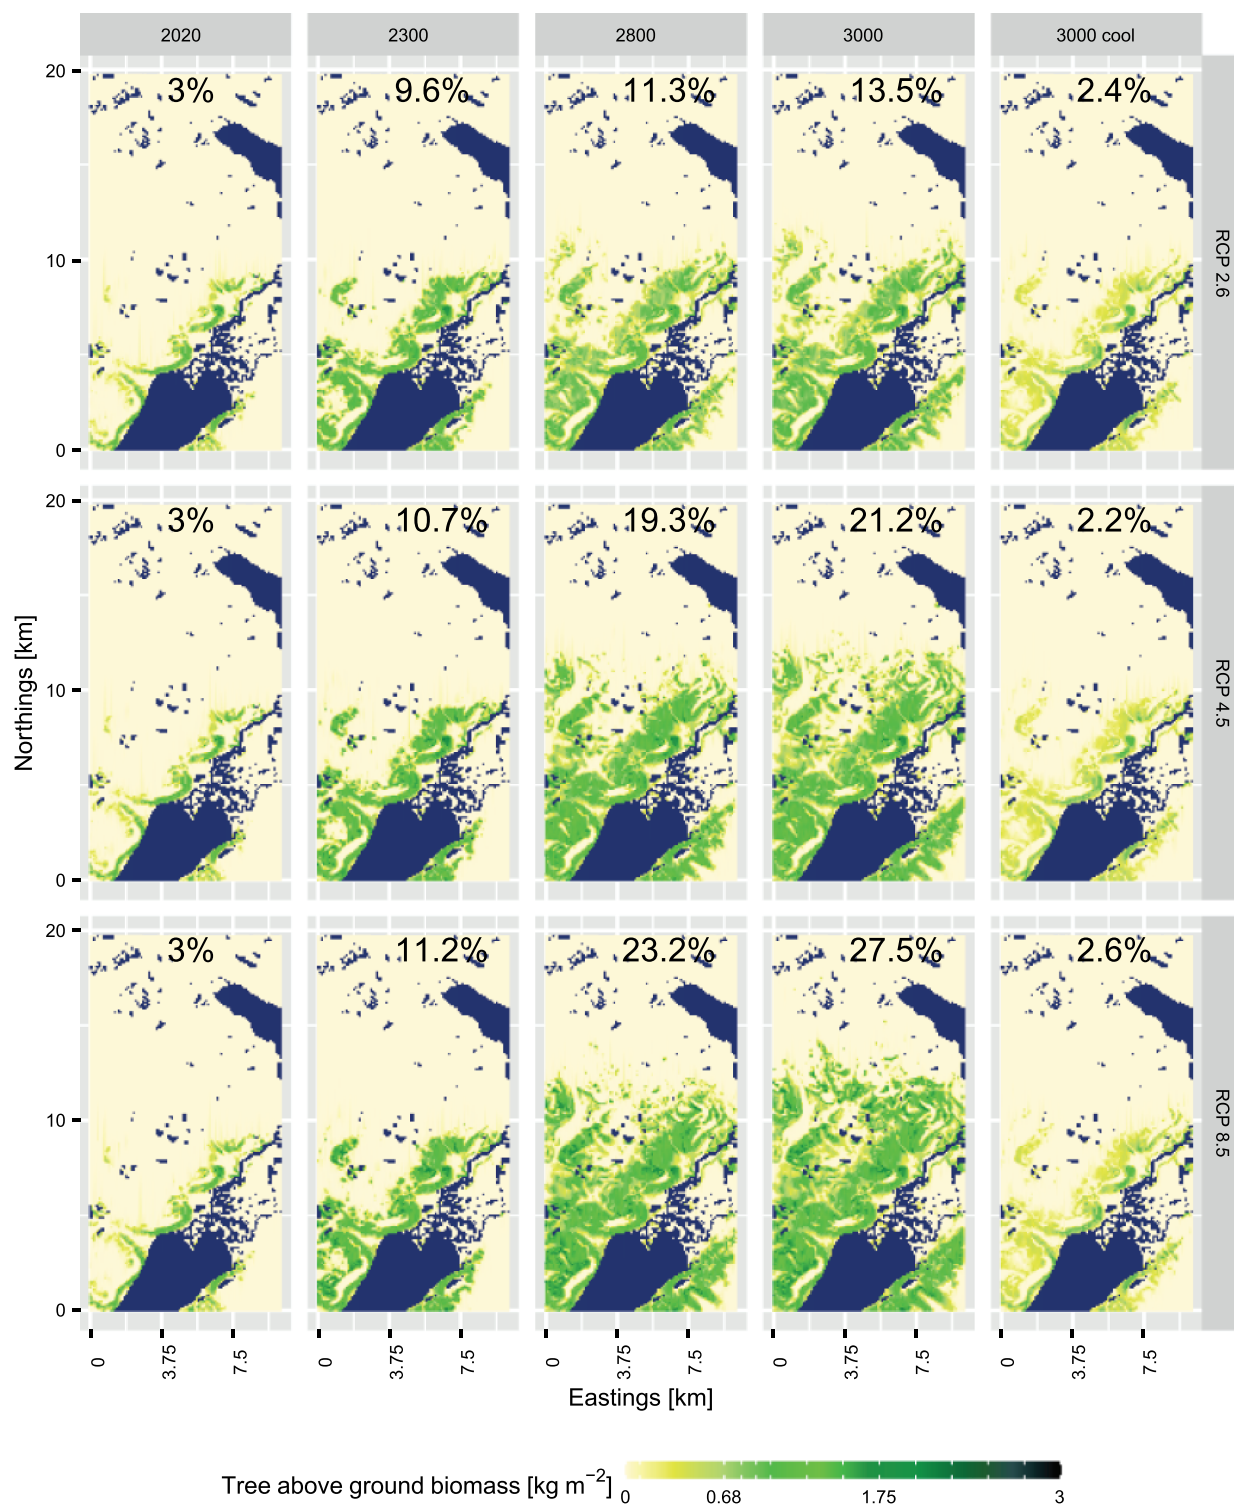 2020 2300 2800 3000 3000 cool
20
3% 9.6% 11.3% 13.5% 2.4%
RCP 2.6
10
0
20
3% 10.7% 19.3% 21.2% 2.2%
RCP 4.5
10
0
20
3% 11.2% 23.2% 27.5% 2.6%
RCP 8.5
10
0
Northings [km]
0 3.75 7.5 0 3.75 7.5 0 3.75 7.5 0 3.75 7.5 0 3.75 7.5
Eastings [km]
Tree above ground biomass [kg m⁻²]
0 0.68 1.75 3